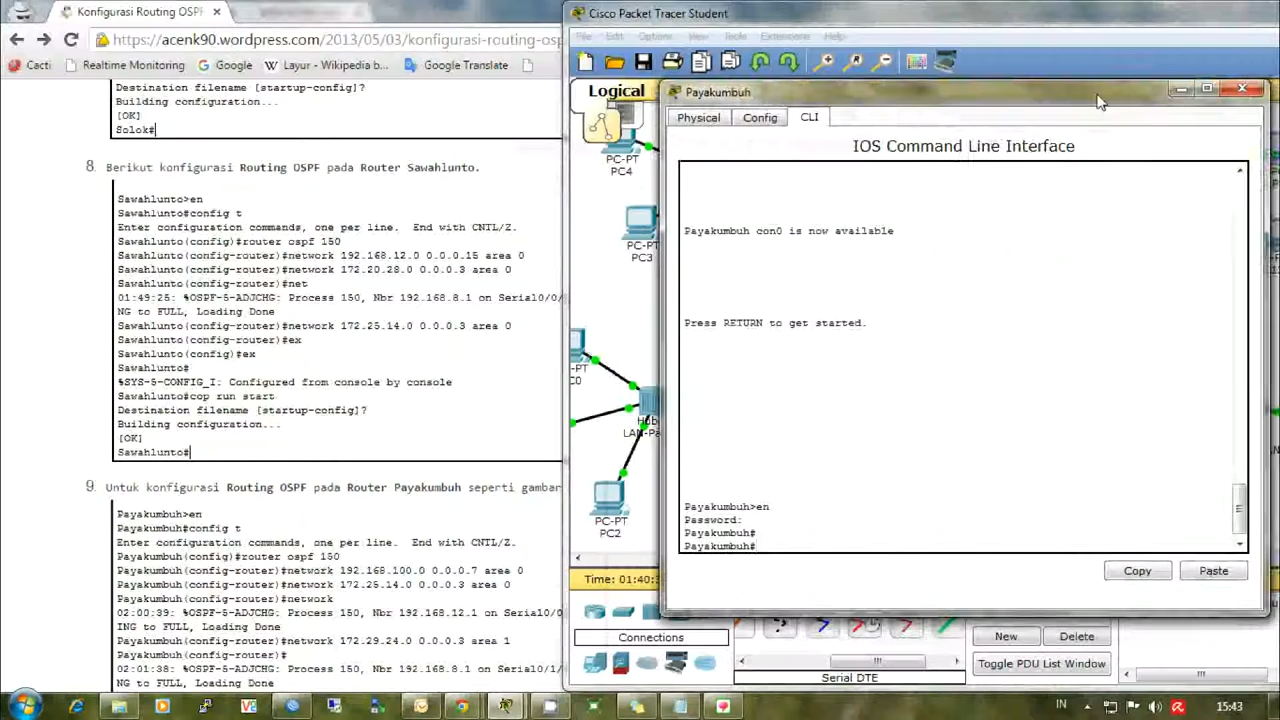 Konfigurasi Routing OSPF
https://acenk90.wordpress.com/2013/05/03/konfigurasi-routing-osp
Cacti
Realtime Monitoring
Google
Layur - Wikipedia b...
Google Translate
Destination filename [startup-config]?
Building configuration...
[OK]
Solok#
8. Berikut konfigurasi Routing OSPF pada Router Sawahlunto.
Sawahlunto>en
Sawahlunto#config t
Enter configuration commands, one per line.  End with CNTL/Z.
Sawahlunto(config)#router ospf 150
Sawahlunto(config-router)#network 192.168.12.0 0.0.0.15 area 0
Sawahlunto(config-router)#network 172.20.28.0 0.0.0.3 area 0
Sawahlunto(config-router)#net
01:49:25: %OSPF-5-ADJCHG: Process 150, Nbr 192.168.8.1 on Serial0/0/
NG to FULL, Loading Done
Sawahlunto(config-router)#network 172.25.14.0 0.0.0.3 area 0
Sawahlunto(config-router)#ex
Sawahlunto(config)#ex
Sawahlunto#
%SYS-5-CONFIG_I: Configured from console by console
Sawahlunto#cop run start
Destination filename [startup-config]?
Building configuration...
[OK]
Sawahlunto#
9. Untuk konfigurasi Routing OSPF pada Router Payakumbuh seperti gambar
Payakumbuh>en
Payakumbuh#config t
Enter configuration commands, one per line.  End with CNTL/Z.
Payakumbuh(config)#router ospf 150
Payakumbuh(config-router)#network 192.168.100.0 0.0.0.7 area 0
Payakumbuh(config-router)#network 172.25.14.0 0.0.0.3 area 0
Payakumbuh(config-router)#network
02:00:39: %OSPF-5-ADJCHG: Process 150, Nbr 192.168.12.1 on Serial0/0/
ING to FULL, Loading Done
Payakumbuh(config-router)#network 172.29.24.0 0.0.0.3 area 1
Payakumbuh(config-router)#
02:01:38: %OSPF-5-ADJCHG: Process 150, Nbr 192.168.8.1 on Serial0/0/
NG to FULL, Loading Done
Cisco Packet Tracer Student
File Edit Options View Tools Extensions Help
Logical
PC-PT
PC4
PC-PT
PC3
Hub
PC-PT
PC2
Time: 01:40:
Connections
Serial DTE
New
Delete
Toggle PDU List Window
Payakumbuh
Physical
Config
CLI
IOS Command Line Interface
Payakumbuh con0 is now available
Press RETURN to get started.
Payakumbuh>en
Password:
Payakumbuh#
Payakumbuh#
Copy
Paste
IN
15:43